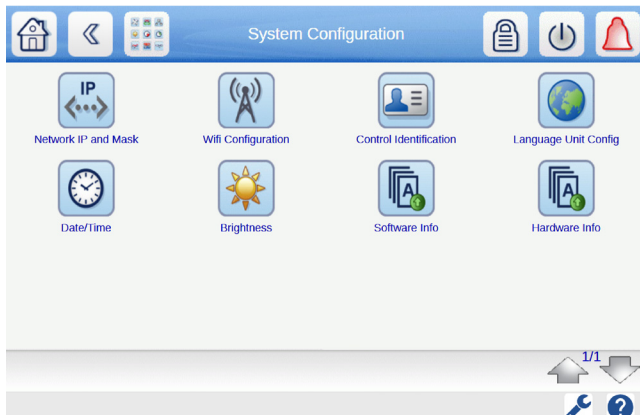 System Configuration
IP
Network IP and Mask
Wifi Configuration
Control Identification
Language Unit Config
Date/Time
Brightness
A
Software Info
A
Hardware Info
1/1
?